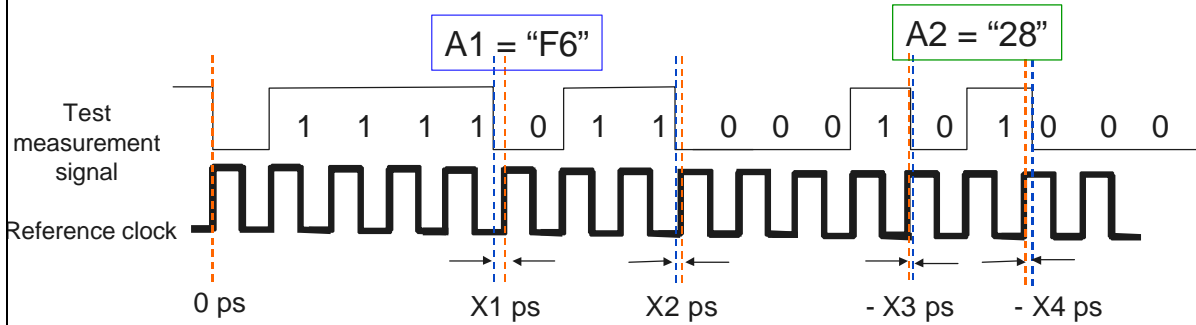 A1 = “F6”
A2 = “28”
Test
measurement
signal
1 1 1 1 0 1 1 0 0 0 1 0 1 0 0 0
Reference clock
0 ps
X1 ps
X2 ps
- X3 ps
- X4 ps